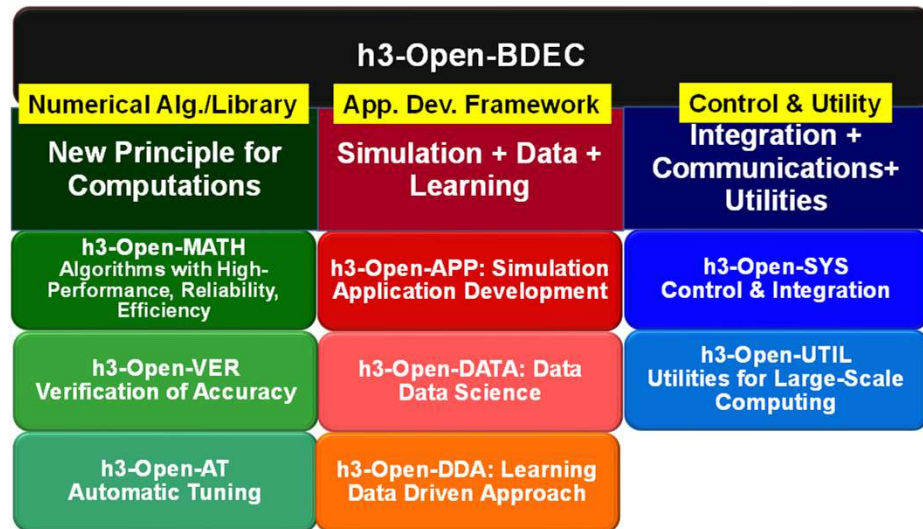 h3-Open-BDEC
Numerical Alg./Library
New Principle for
Computations
h3-Open-MATH
Algorithms with High-
Performance, Reliability,
Efficiency
h3-Open-VER
Verification of Accuracy
h3-Open-AT
Automatic Tuning
App. Dev. Framework
Simulation + Data +
Learning
h3-Open-APP: Simulation
Application Development
h3-Open-DATA: Data
Data Science
h3-Open-DDA: Learning
Data Driven Approach
Control & Utility
Integration +
Communications+
Utilities
h3-Open-SYS
Control & Integration
h3-Open-UTIL
Utilities for Large-Scale
Computing